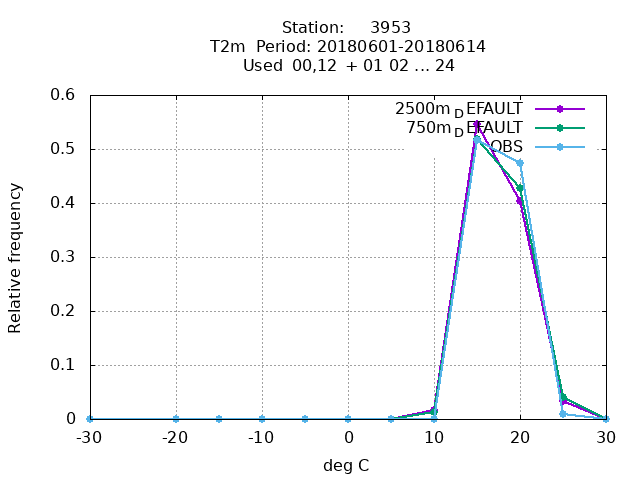 Station: 3953
T2m Period: 20180601-20180614
Used 00,12 + 01 02 ... 24
0.6
0.5
0.4
0.3
0.2
0.1
0
Relative frequency
2500m_DEFAULT
750m_DEFAULT
OBS
-30 -20 -10 0 10 20 30
deg C